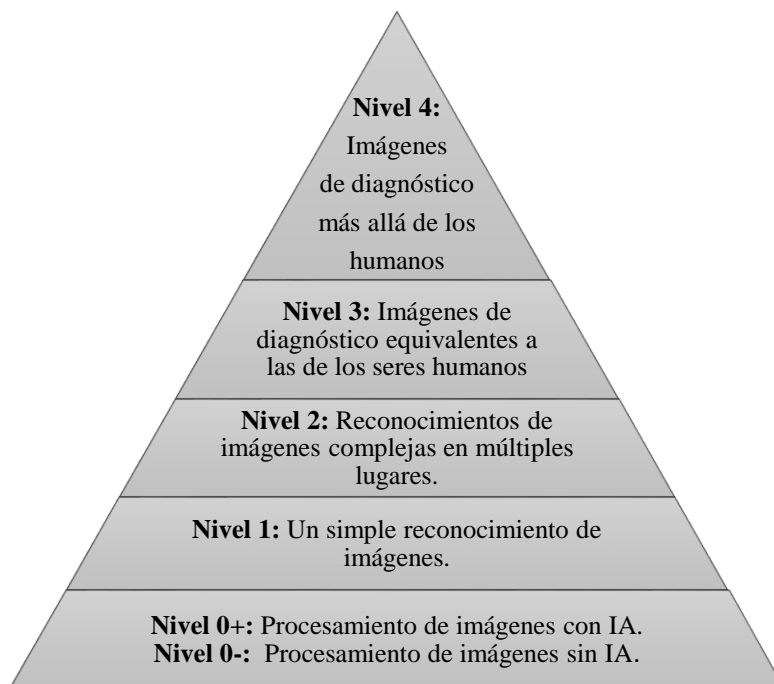 Nivel 4:
Imágenes
de diagnóstico
más allá de los
humanos
Nivel 3: Imágenes de
diagnóstico equivalentes a
las de los seres humanos
Nivel 2: Reconocimientos de
imágenes complejas en múltiples
lugares.
Nivel 1: Un simple reconocimiento de
imágenes.
Nivel 0+: Procesamiento de imágenes con IA.
Nivel 0-: Procesamiento de imágenes sin IA.